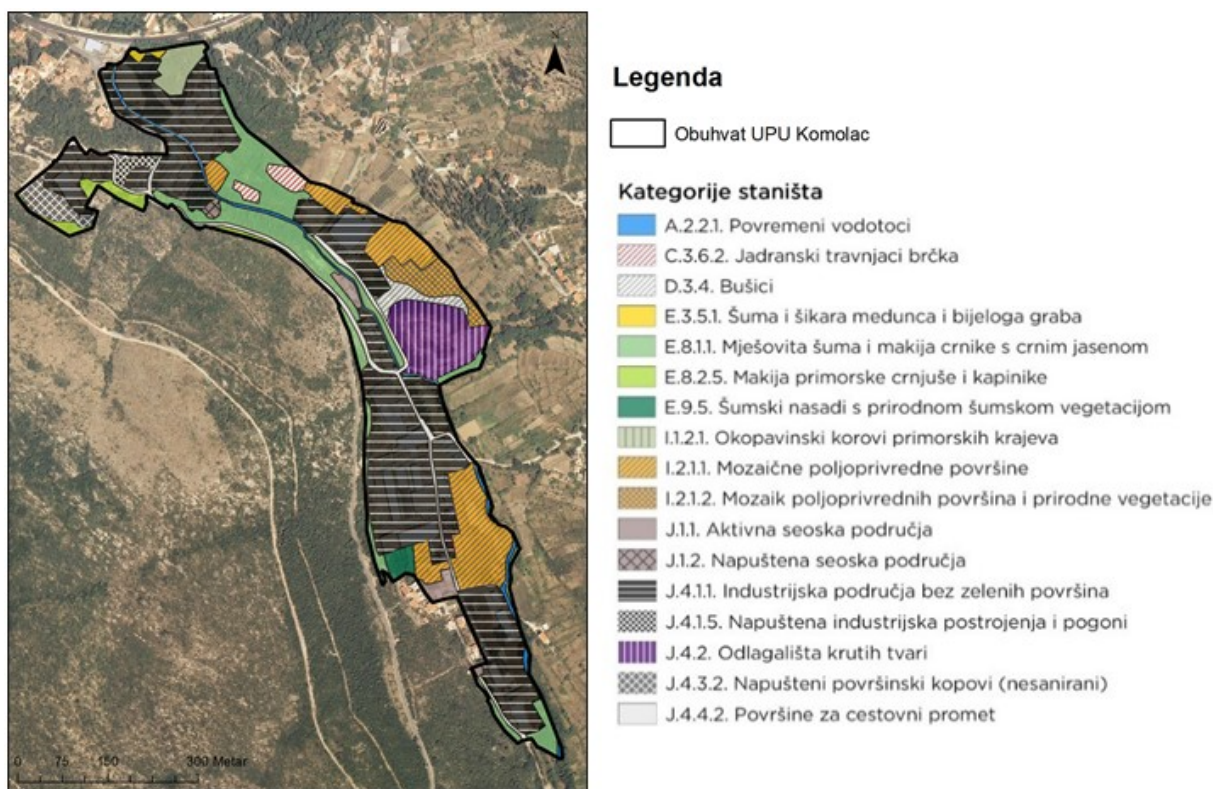 Legenda
Obuhvat UPU Komolac
Kategorije staništa
A.2.2.1. Povremeni vodotoci
C.3.6.2. Jadranski travnjaci brčka
D.3.4. Bušici
E.3.5.1. Šuma i šikara medunca i bijeloga graba
E.8.1.1. Mješovita šuma i makija crnike s crnim jasenom
E.8.2.5. Makija primorske crnjuše i kapinike
E.9.5. Šumski nasadi s prirodnom šumskom vegetacijom
I.1.2.1. Okopavinski korovi primorskih krajeva
I.2.1.1. Mozaične poljoprivredne površine
I.2.1.2. Mozaik poljoprivrednih površina i prirodne vegetacije
J.1.1. Aktivna seoska područja
J.1.2. Napuštena seoska područja
J.4.1.1. Industrijska područja bez zelenih površina
J.4.1.5. Napuštena industrijska postrojenja i pogoni
J.4.2. Odlagališta krutih tvari
J.4.3.2. Napušteni površinski kopovi (nesanirani)
J.4.4.2. Površine za cestovni promet
0 75 150 300 Metar